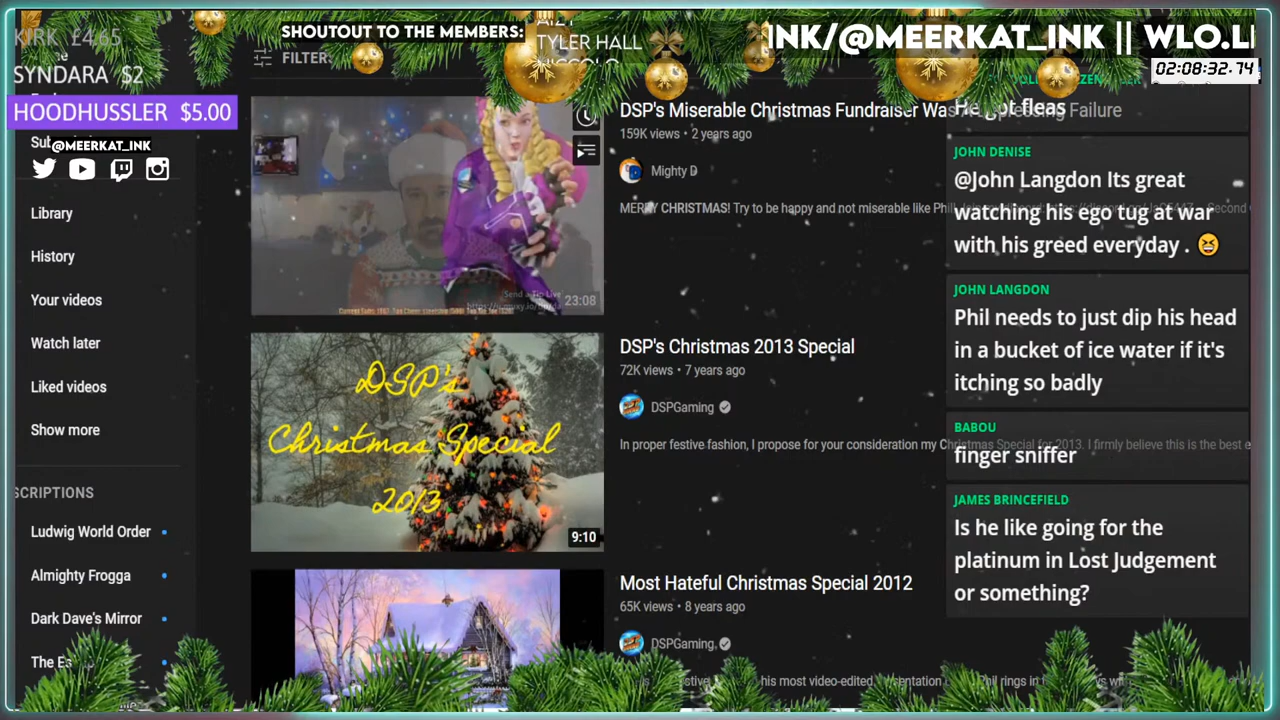 KIRK £4.65
SYNDARA $2
HOODHUSSLER $5.00
@MEERKAT_INK
SHOUTOUT TO THE MEMBERS:
TYLER HALL
INK/@MEERKAT_INK || WLO.LI
02:08:32.74
FILTER
Library
History
Your videos
Watch later
Liked videos
Show more
SCRIPTIONS
Ludwig World Order
Almighty Frogga
Dark Dave's Mirror
DSP's Miserable Christmas Fundraiser Was A Depressing Failure
159K views • 2 years ago
Mighty D
MERRY CHRISTMAS! Try to be happy and not miserable like Phil
Send a Tip Live
23:08
DSP's
Christmas Special
2013
9:10
DSP's Christmas 2013 Special
72K views • 7 years ago
DSPGaming
In proper festive fashion, I propose for your consideration my Christmas Special for 2013. I firmly believe this is the best e
Most Hateful Christmas Special 2012
65K views • 8 years ago
DSPGaming
his most video-edited
Phil rings in
He got fleas
JOHN DENISE
@John Langdon Its great
watching his ego tug at war
with his greed everyday . 😆
JOHN LANGDON
Phil needs to just dip his head
in a bucket of ice water if it's
itching so badly
BABOU
finger sniffer
JAMES BRINCEFIELD
Is he like going for the
platinum in Lost Judgement
or something?